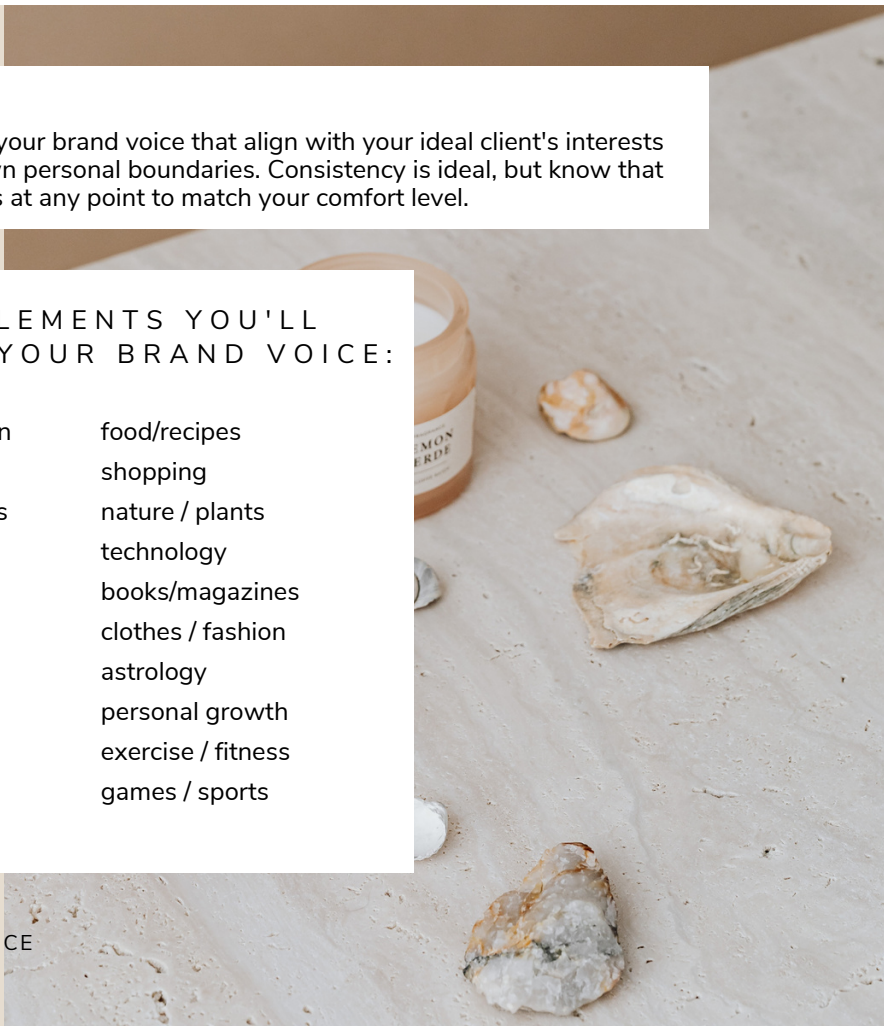 your brand voice that align with your ideal client's interests
personal boundaries. Consistency is ideal, but know that
at any point to match your comfort level.
LEMENTS YOU'LL
YOUR BRAND VOICE:
food/recipes
shopping
nature / plants
technology
books/magazines
clothes / fashion
astrology
personal growth
exercise / fitness
games / sports
EMON
ERDE
CE